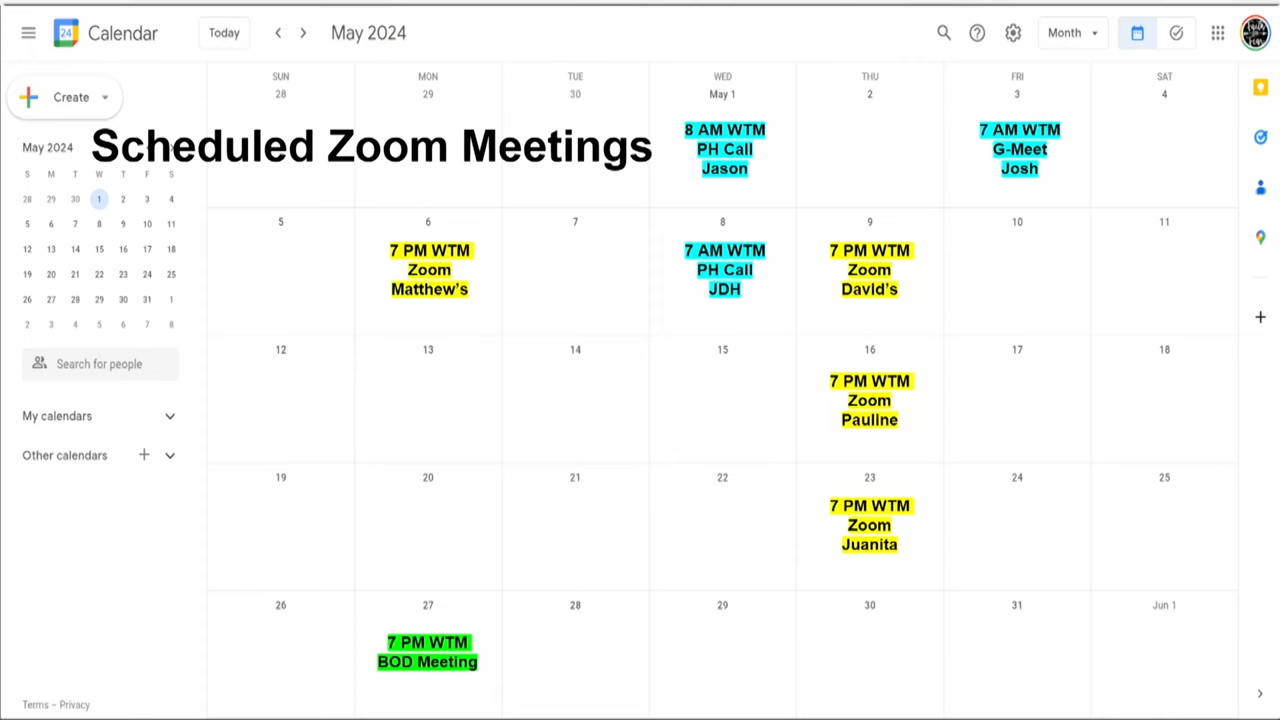 24
Calendar
Today
May 2024
Month
Create
May 2024
S M T W T F S
28 29 30 1 2 3 4
5 6 7 8 9 10 11
12 13 14 15 16 17 18
19 20 21 22 23 24 25
26 27 28 29 30 31 1
2 3 4 5 6 7 8
Search for people
My calendars
Other calendars
Terms – Privacy
Scheduled Zoom Meetings
SUN MON TUE WED THU FRI SAT
28 29 30 May 1 2 3 4
8 AM WTM
PH Call
Jason
7 AM WTM
G-Meet
Josh
5 6 7 8 9 10 11
7 PM WTM
Zoom
Matthew's
7 AM WTM
PH Call
JDH
7 PM WTM
Zoom
David's
12 13 14 15 16 17 18
7 PM WTM
Zoom
Pauline
19 20 21 22 23 24 25
7 PM WTM
Zoom
Juanita
26 27 28 29 30 31 Jun 1
7 PM WTM
BOD Meeting